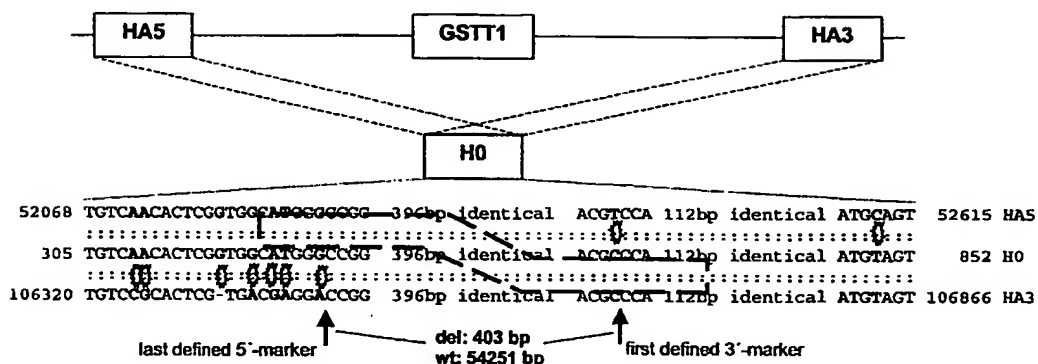 HA5 GSTT1 HA3
H0
52068 TGTCAACACTCGGTGGCATGGGGCGG 396bp identical ACGTCCA 112bp identical ATGCAGT 52615 HA5
305 TGTCAACACTCGGTGGCATGGGCCGG 396bp identical ACGCCCA 112bp identical ATGTAGT 852 H0
106320 TGTCCGCACTCG-TGACGAGGACCGG 396bp identical ACGCCCA 112bp identical ATGTAGT 106866 HA3
last defined 5´-marker del: 403 bp first defined 3´-marker
wt: 54251 bp